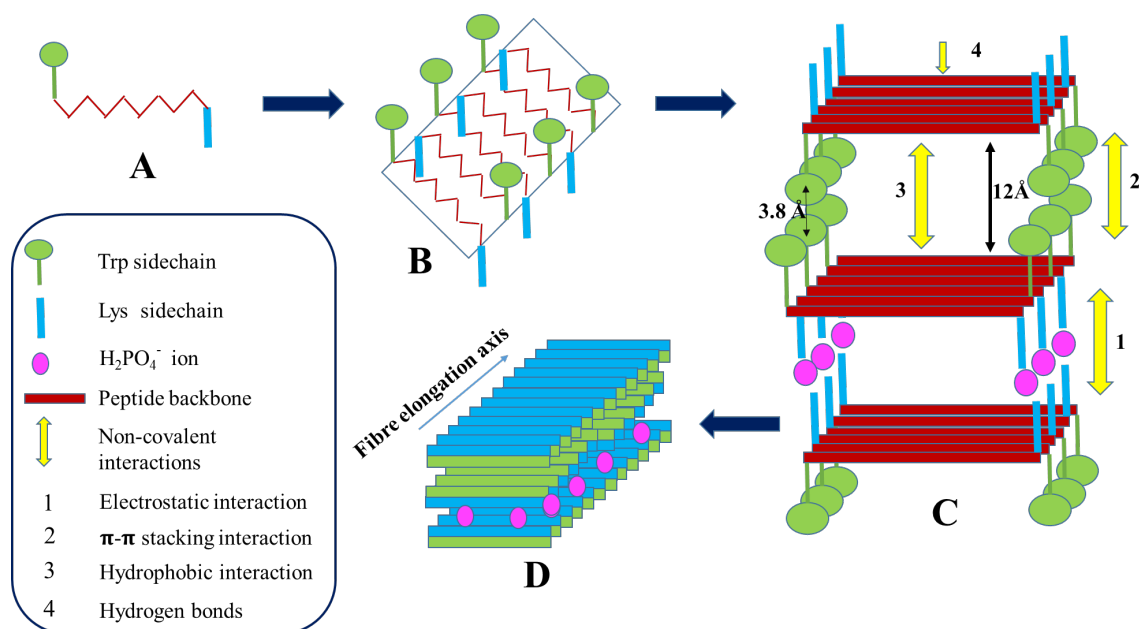 A
B
4
3
12Å
2
3.8 Å
1
C
Trp sidechain
Lys sidechain
H₂PO₄⁻ ion
Peptide backbone
Non-covalent
interactions
1 Electrostatic interaction
2 π-π stacking interaction
3 Hydrophobic interaction
4 Hydrogen bonds
Fibre elongation axis
D